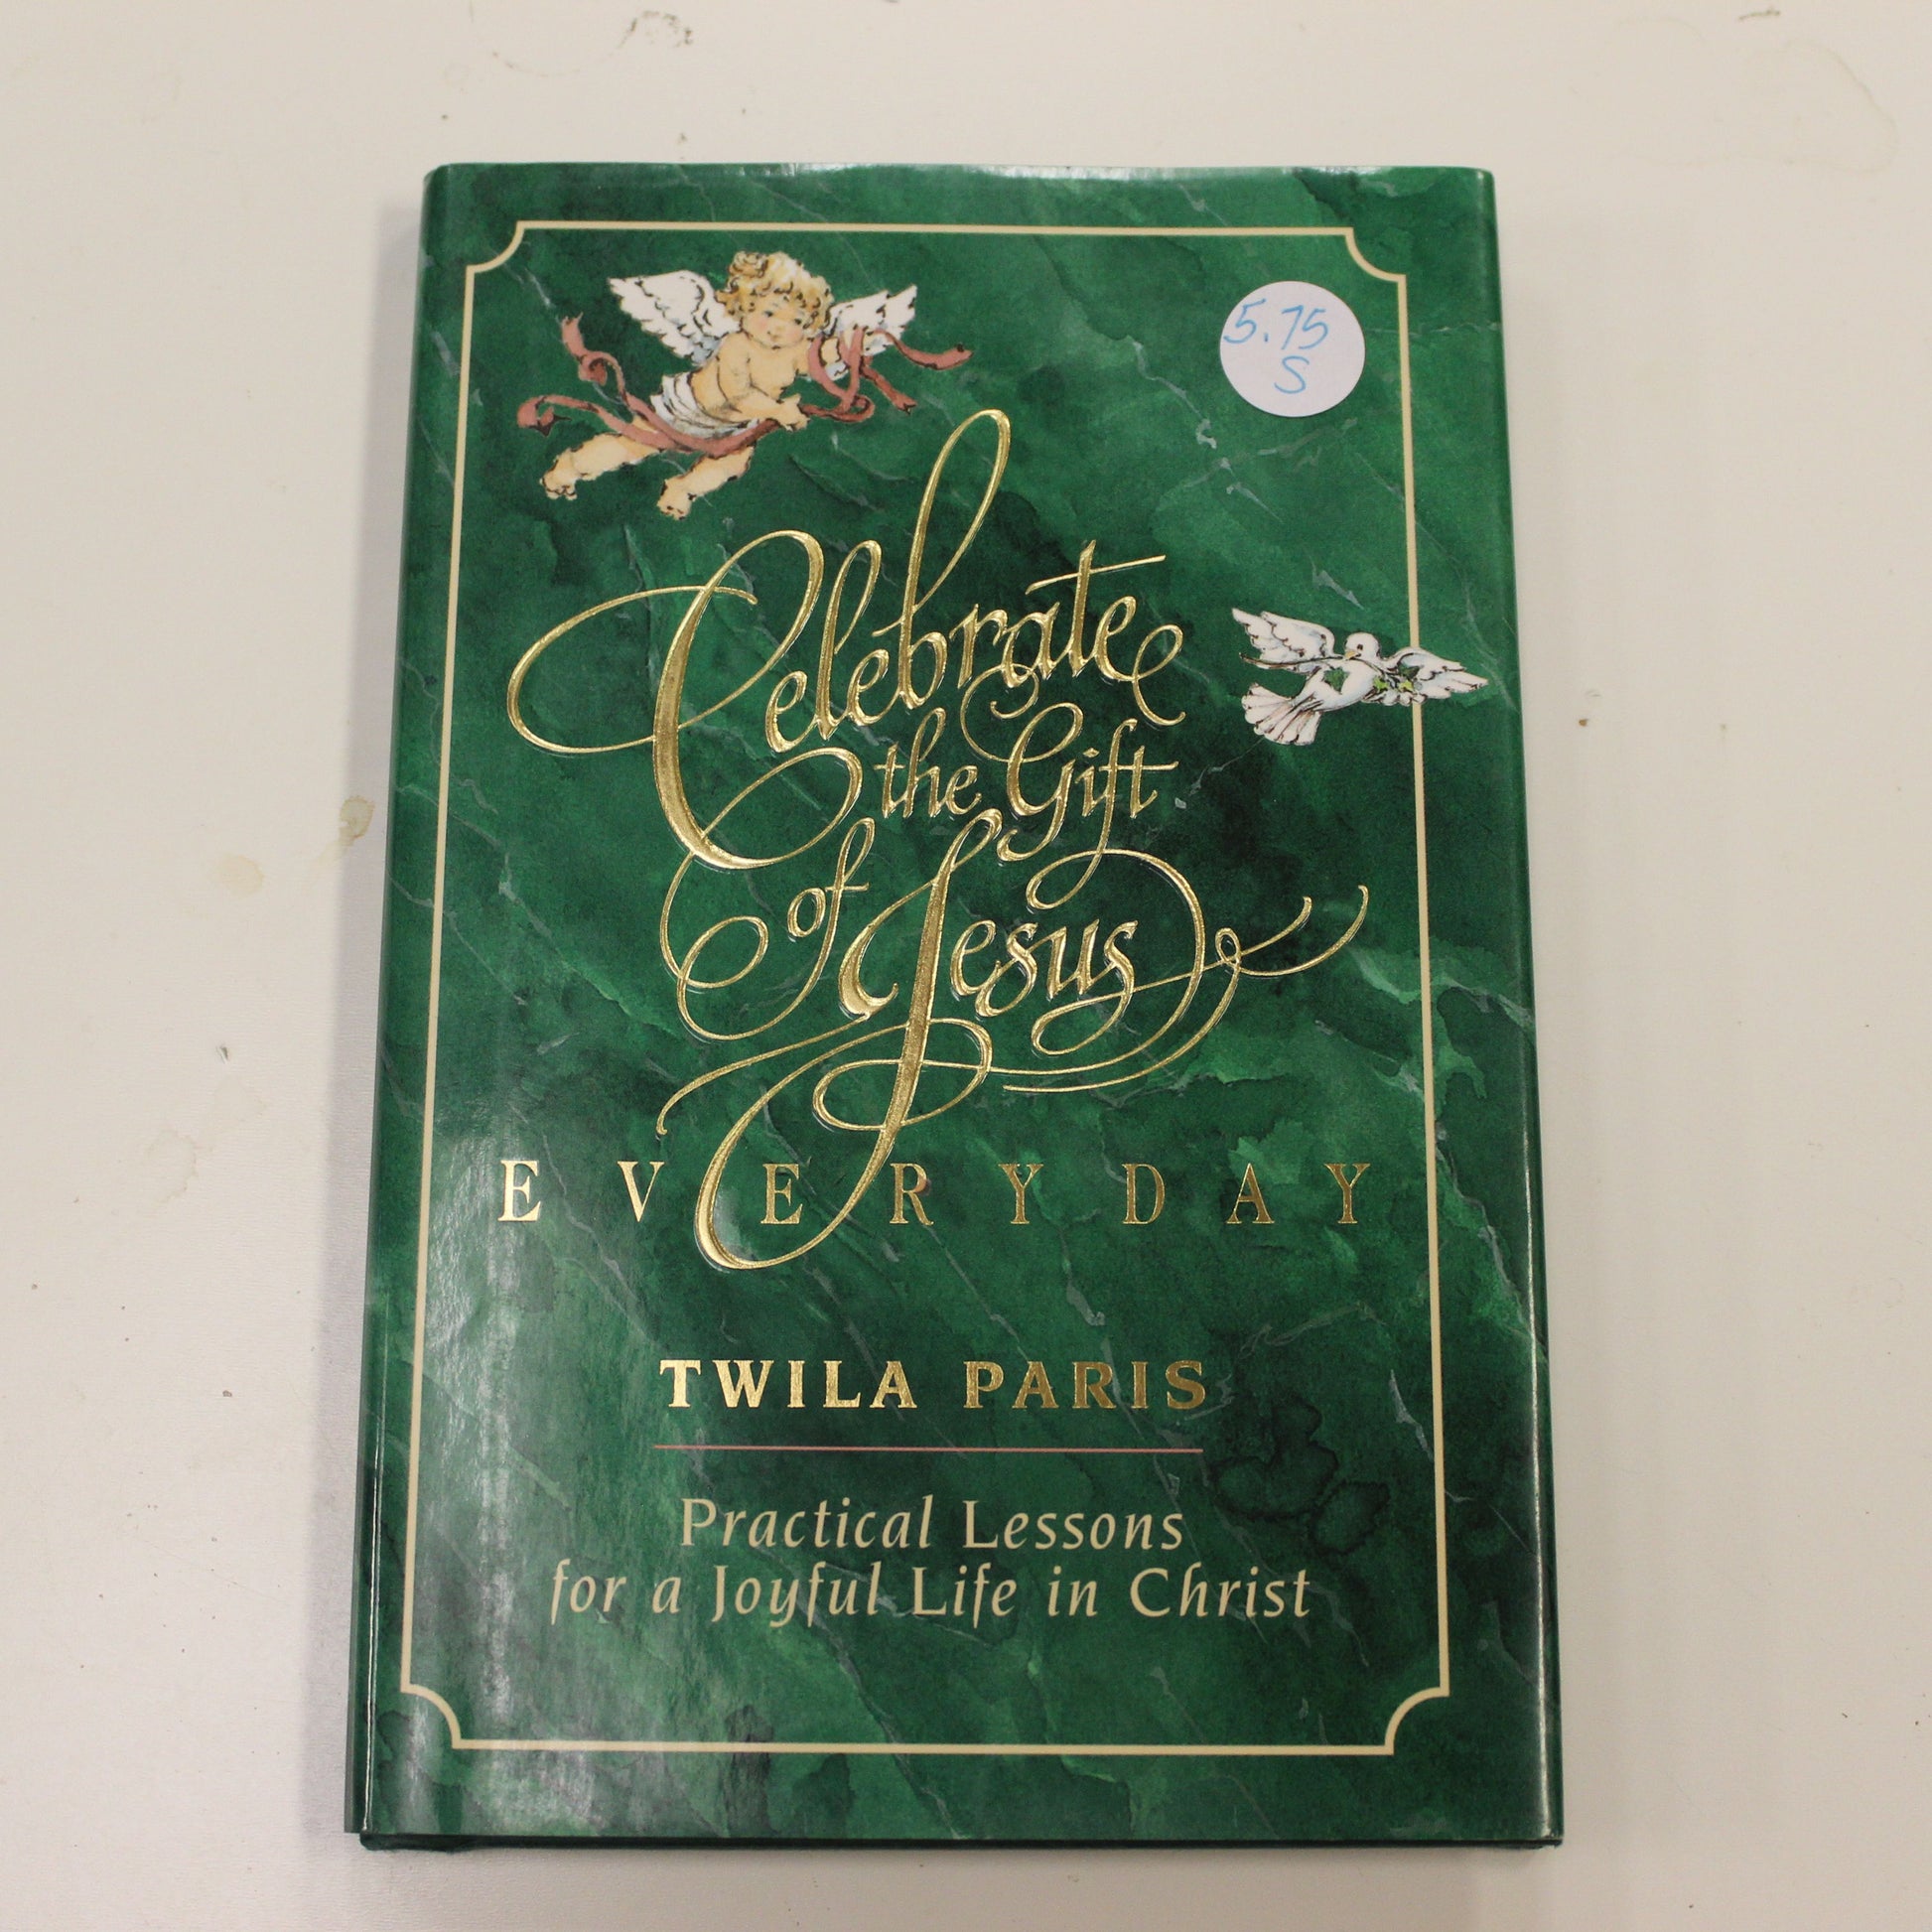 5.75
S
Celebrate
the Gift
of Jesus
EVERYDAY
TWILA PARIS
Practical Lessons
for a Joyful Life in Christ